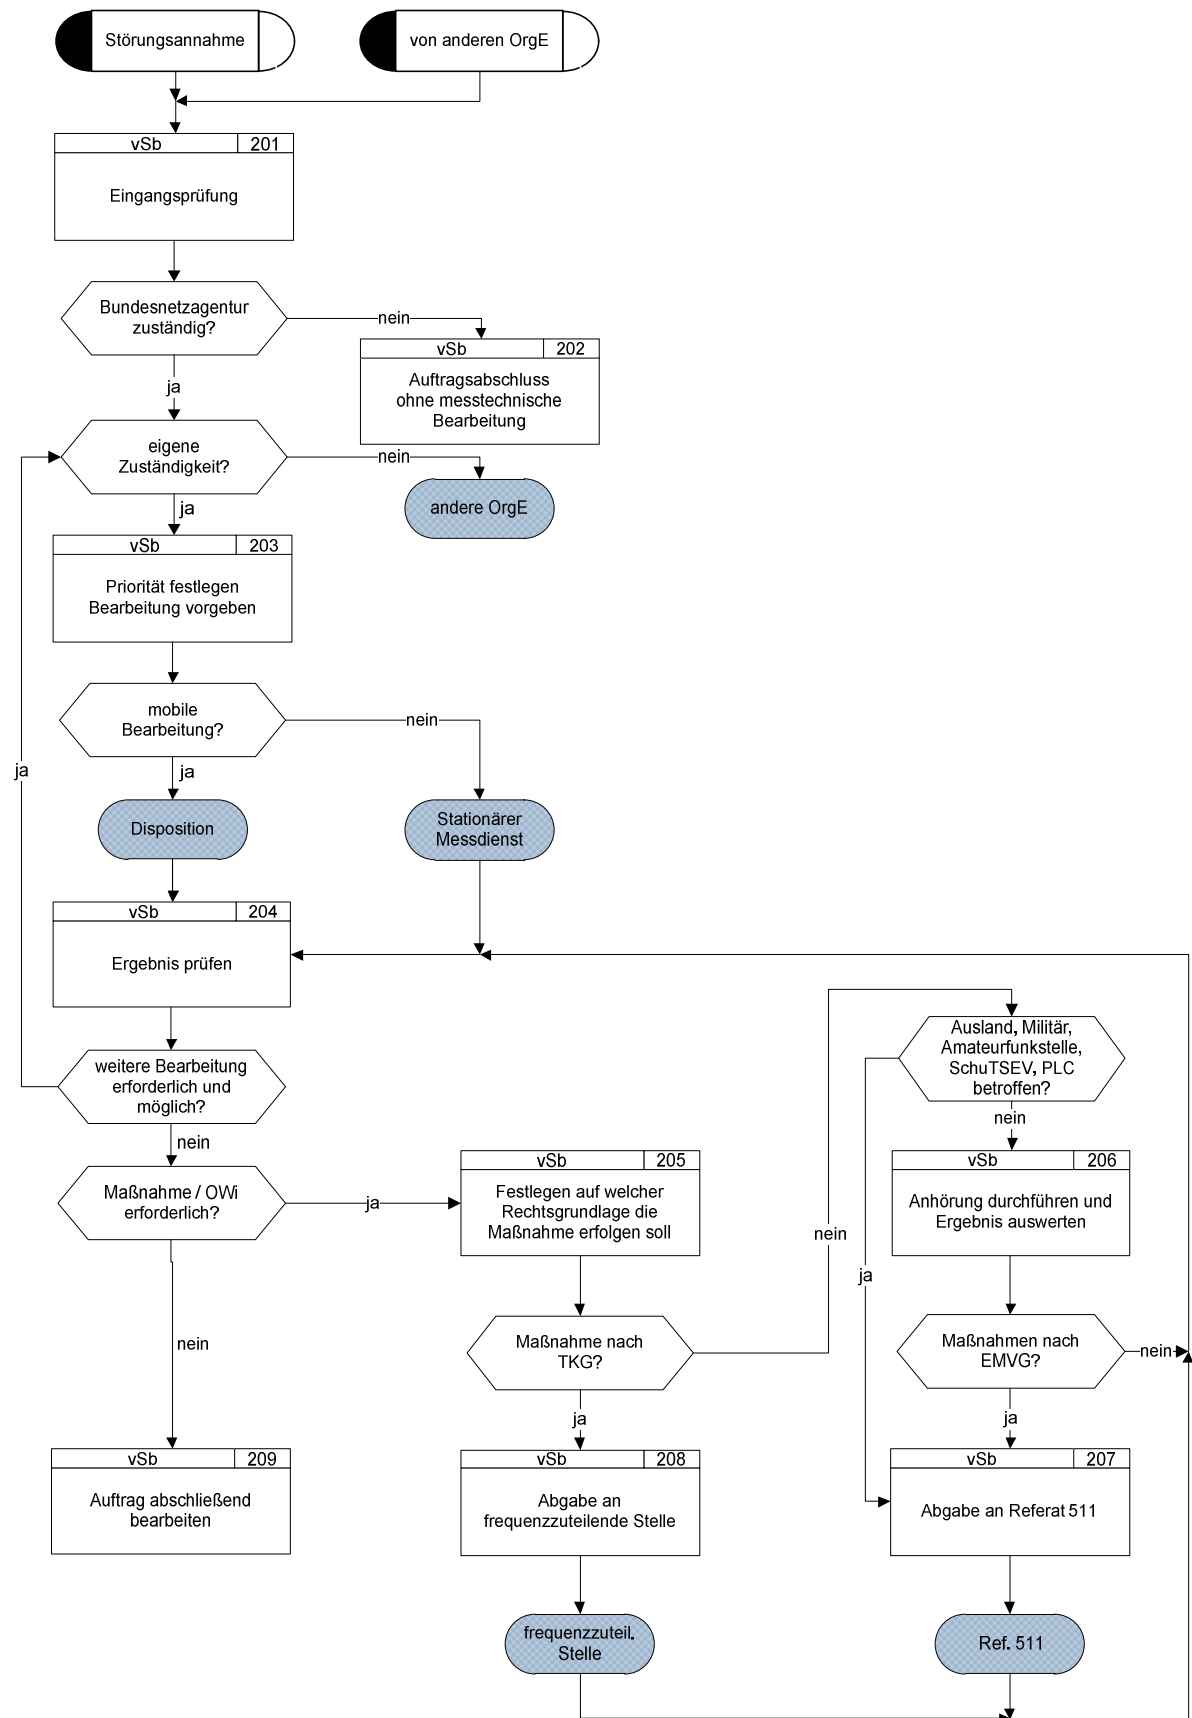 Störungsannahme
von anderen OrgE
vSb 201
Eingangsprüfung
Bundesnetzagentur
zuständig?
nein
ja
vSb 202
Auftragsabschluss
ohne messtechnische
Bearbeitung
eigene
Zuständigkeit?
nein
ja
andere OrgE
vSb 203
Priorität festlegen
Bearbeitung vorgeben
mobile
Bearbeitung?
nein
ja
ja
Disposition
Stationärer
Messdienst
vSb 204
Ergebnis prüfen
weitere Bearbeitung
erforderlich und
möglich?
nein
Maßnahme / OWi
erforderlich?
ja
nein
vSb 205
Festlegen auf welcher
Rechtsgrundlage die
Maßnahme erfolgen soll
Maßnahme nach
TKG?
nein
ja
Ausland, Militär,
Amateurfunkstelle,
SchuTSEV, PLC
betroffen?
nein
ja
vSb 206
Anhörung durchführen und
Ergebnis auswerten
Maßnahmen nach
EMVG?
nein
ja
vSb 209
Auftrag abschließend
bearbeiten
vSb 208
Abgabe an
frequenzzuteilende Stelle
vSb 207
Abgabe an Referat 511
frequenzzuteil.
Stelle
Ref. 511